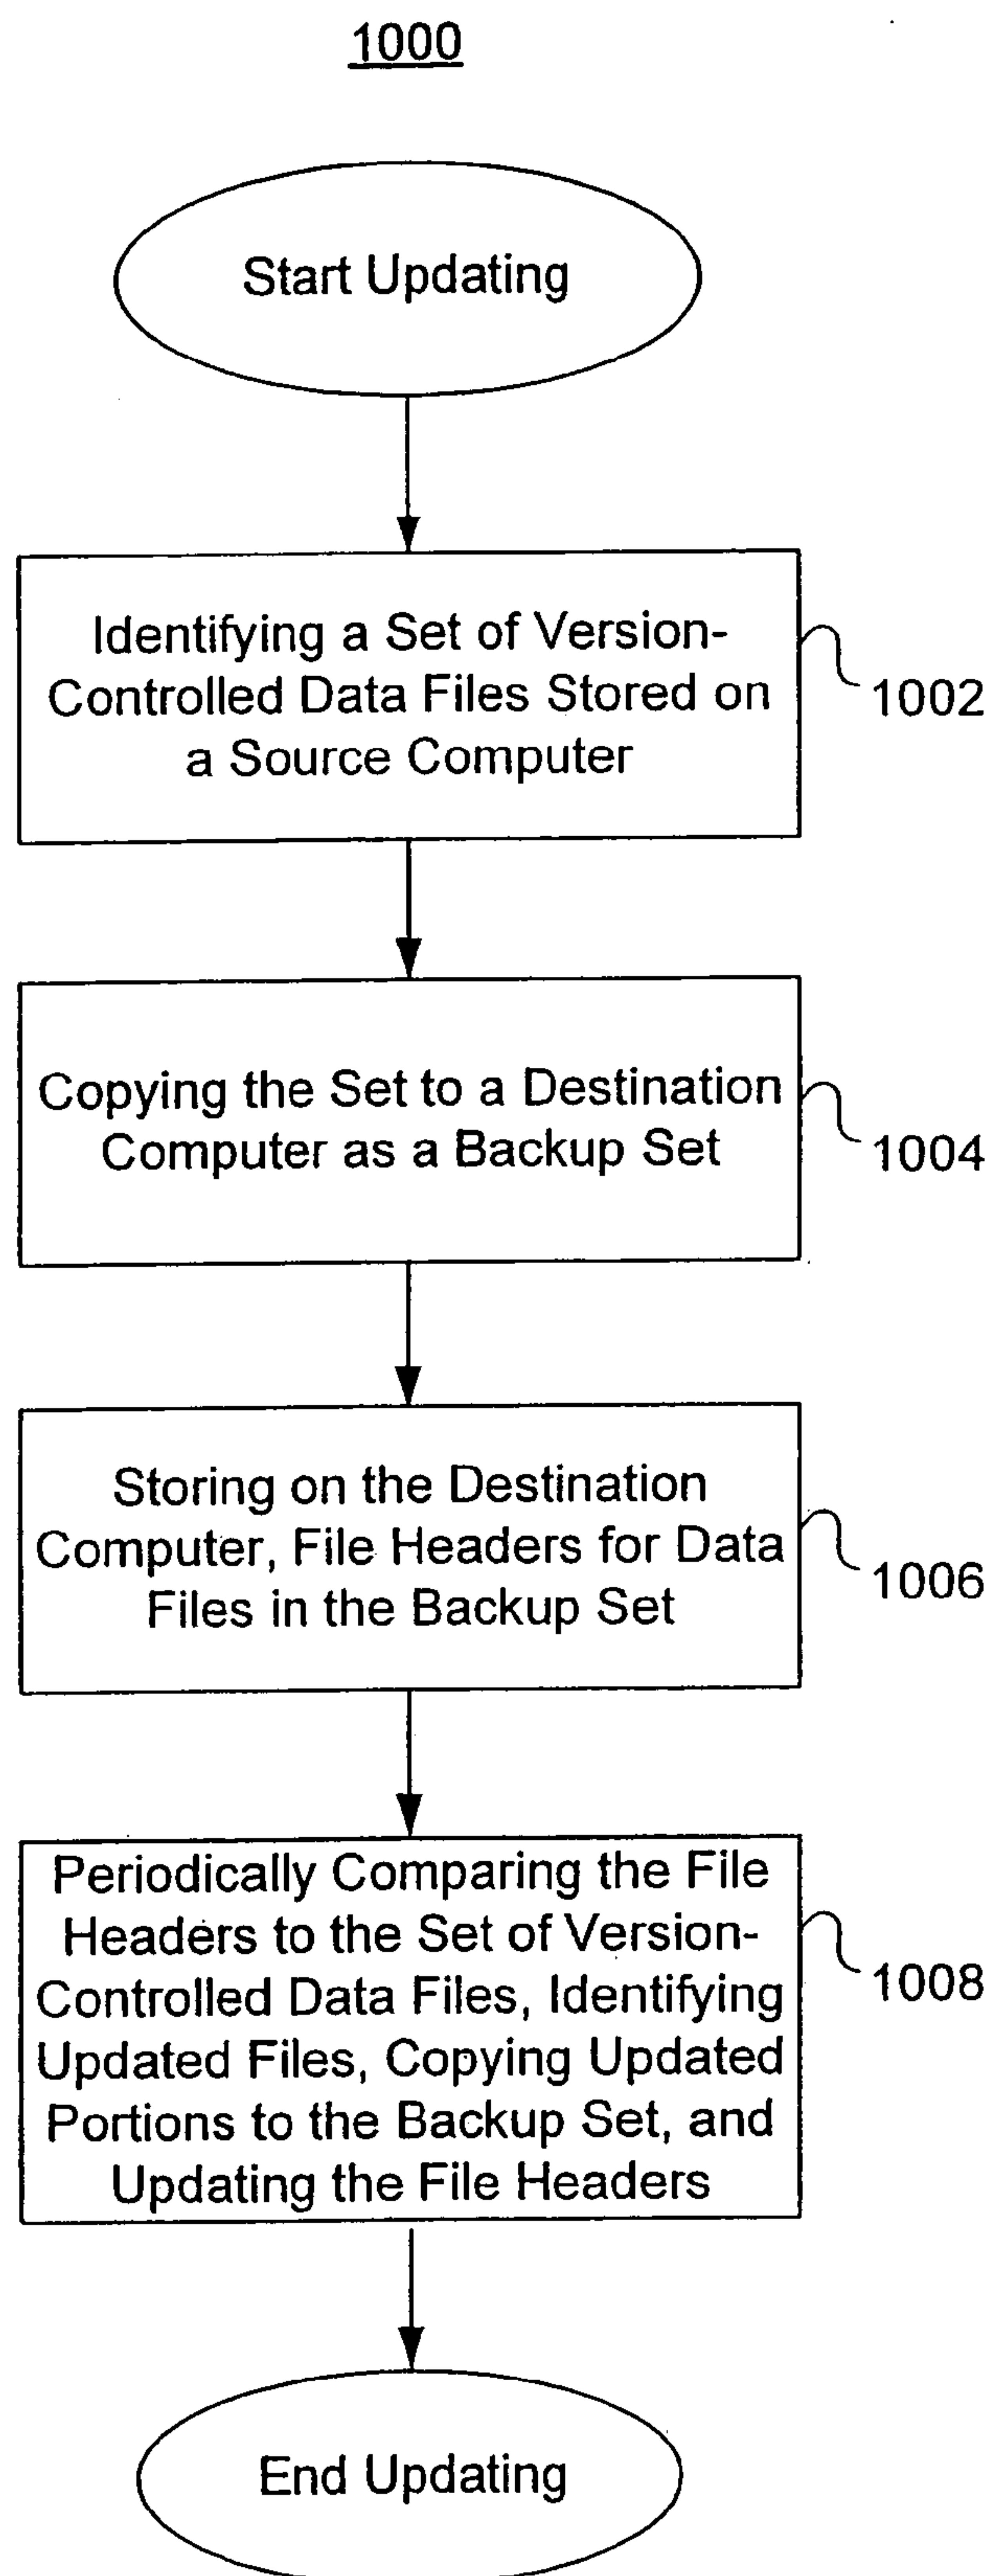 1000
Start Updating
Identifying a Set of Version-
Controlled Data Files Stored on
a Source Computer
1002
Copying the Set to a Destination
Computer as a Backup Set
1004
Storing on the Destination
Computer, File Headers for Data
Files in the Backup Set
1006
Periodically Comparing the File
Headers to the Set of Version-
Controlled Data Files, Identifying
Updated Files, Copying Updated
Portions to the Backup Set, and
Updating the File Headers
1008
End Updating